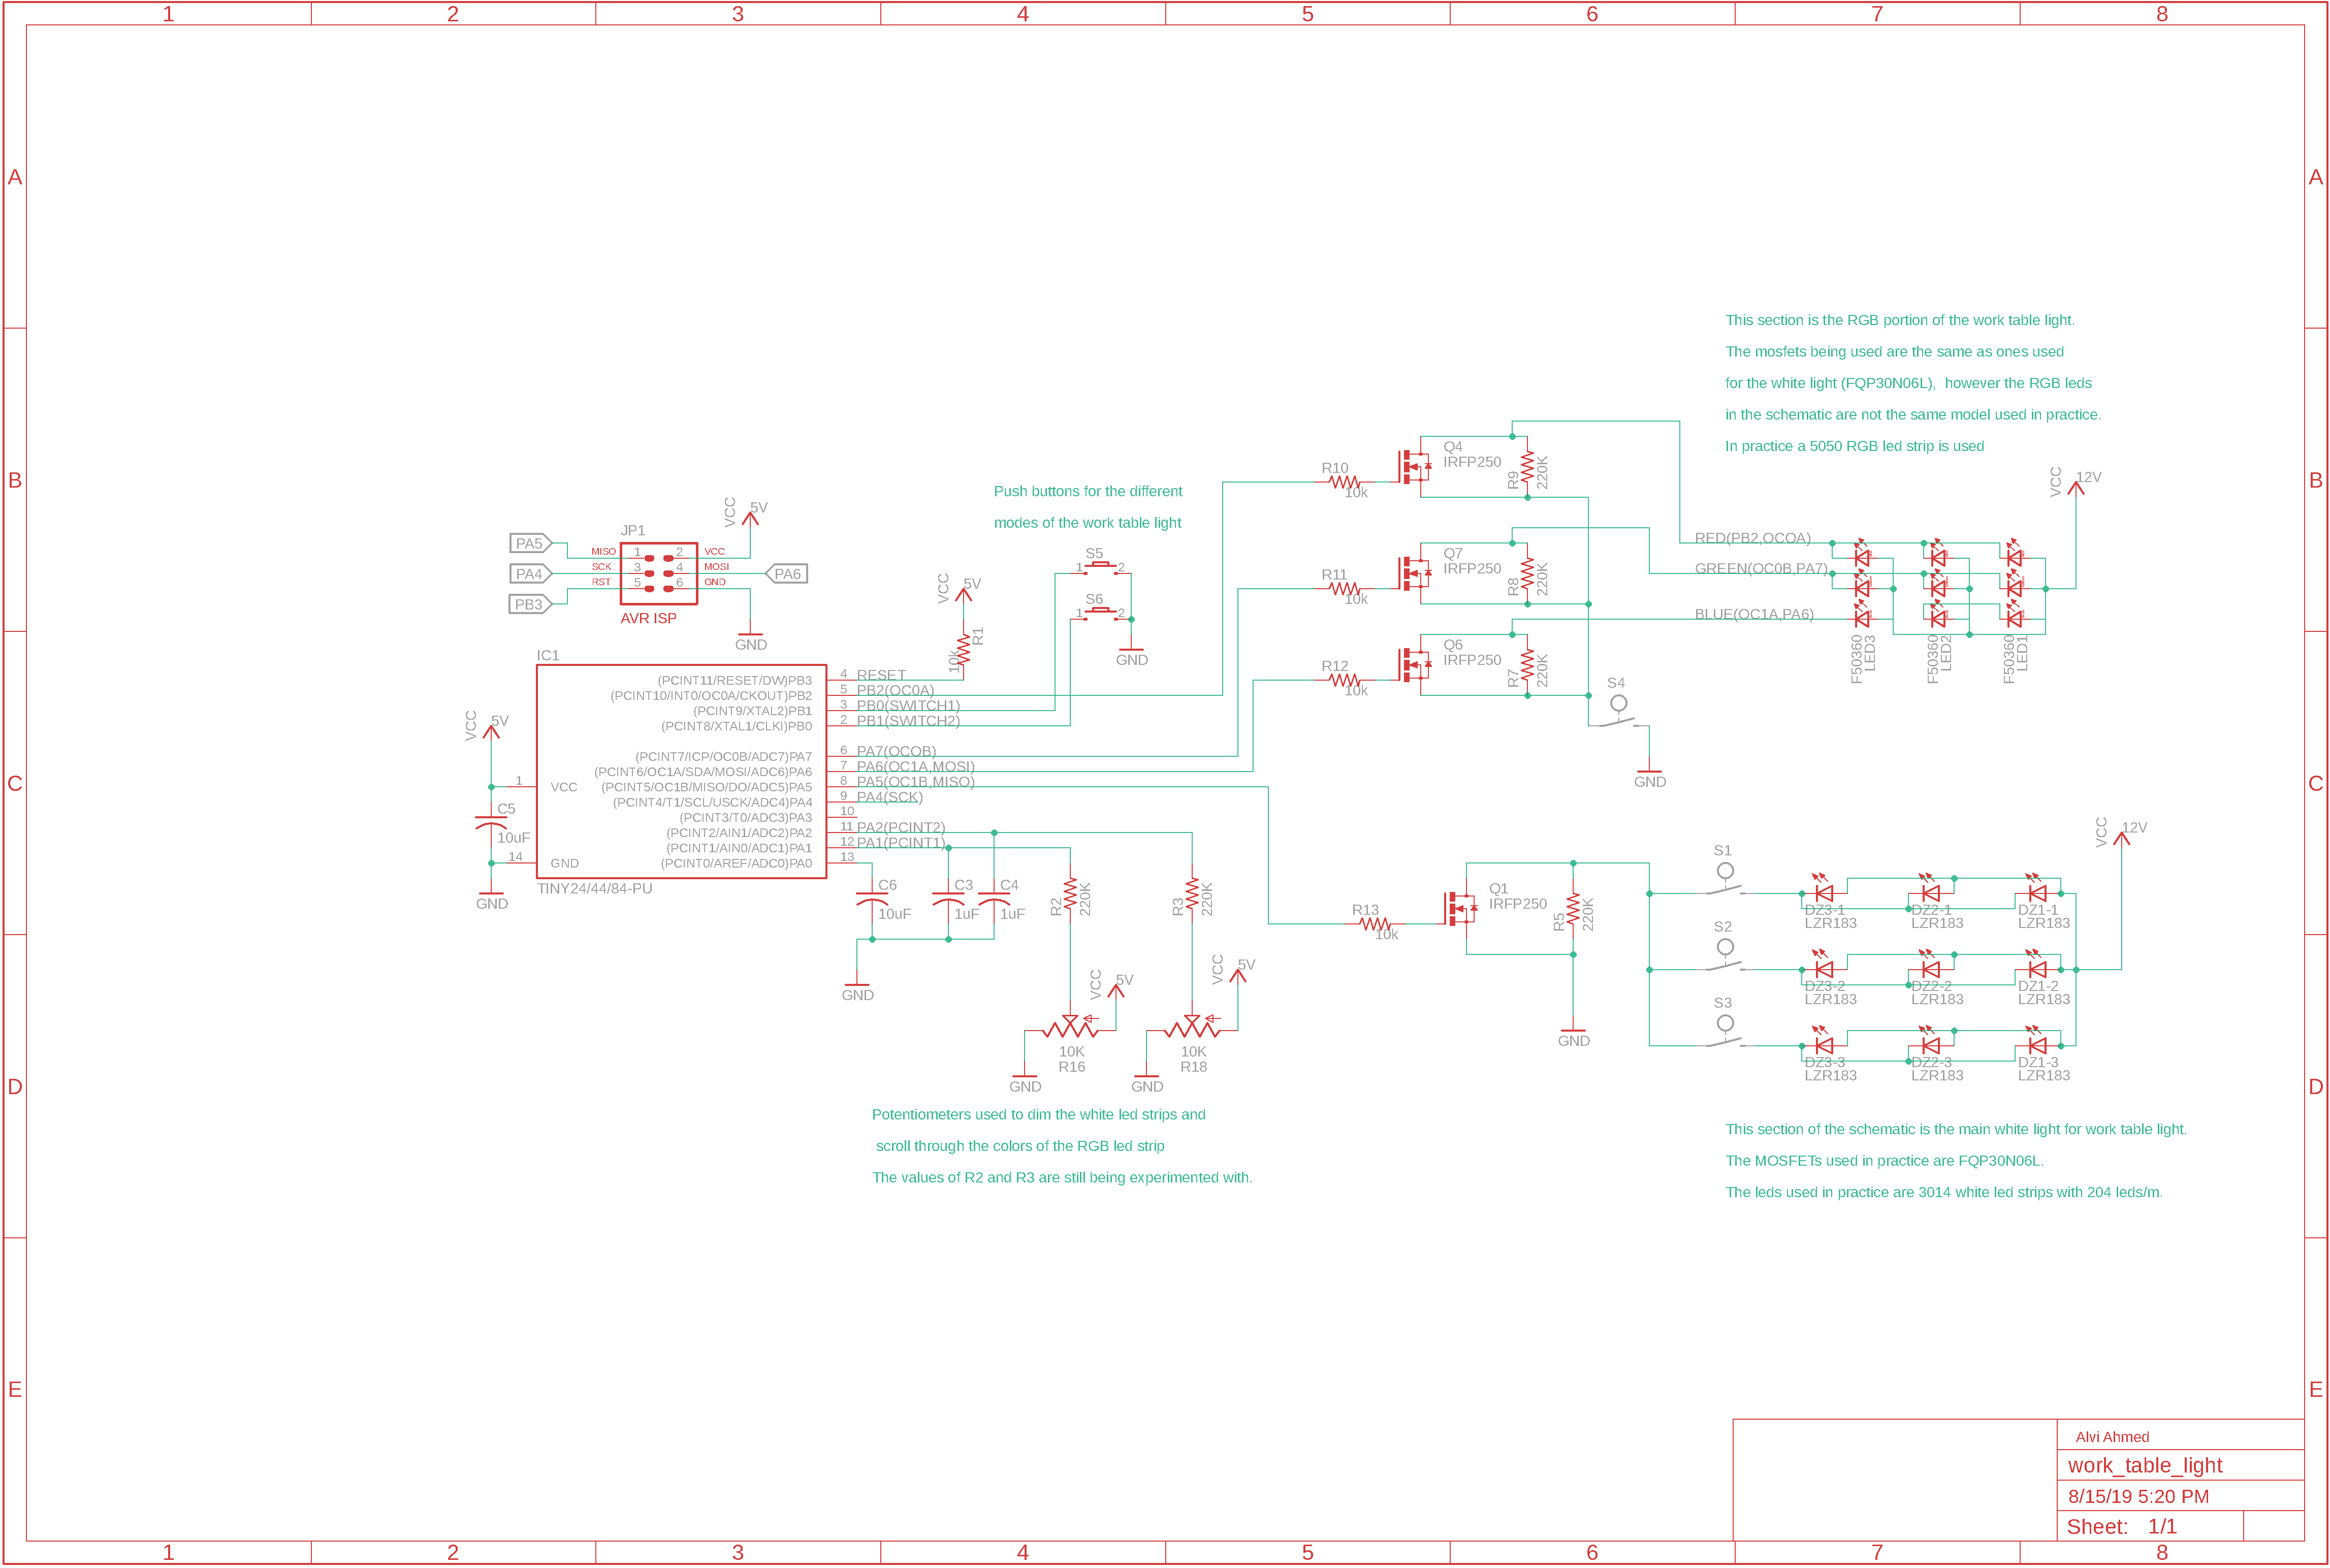 1 2 3 4 5 6 7 8
A A
This section is the RGB portion of the work table light.
The mosfets being used are the same as ones used
for the white light (FQP30N06L), however the RGB leds
in the schematic are not the same model used in practice.
In practice a 5050 RGB led strip is used
B B
Push buttons for the different
modes of the work table light
JP1
VCC 5V
PA5 MISO 1 2 VCC
PA4 SCK 3 4 MOSI PA6
PB3 RST 5 6 GND
AVR ISP
GND
S5
1 2
S6
1 2
GND
VCC 5V
R1
10k
R10
10k
Q4
IRFP250
R9
220K
R11
10k
Q7
IRFP250
R8
220K
R12
10k
Q6
IRFP250
R7
220K
S4
GND
VCC 12V
RED(PB2,OCOA)
GREEN(OC0B,PA7)
BLUE(OC1A,PA6)
F50360
LED3
F50360
LED2
F50360
LED1
IC1
(PCINT11/RESET/DW)PB3 4 RESET
(PCINT10/INT0/OC0A/CKOUT)PB2 5 PB2(OC0A)
(PCINT9/XTAL2)PB1 3 PB0(SWITCH1)
(PCINT8/XTAL1/CLKI)PB0 2 PB1(SWITCH2)
(PCINT7/ICP/OC0B/ADC7)PA7 6 PA7(OCOB)
(PCINT6/OC1A/SDA/MOSI/ADC6)PA6 7 PA6(OC1A,MOSI)
1 VCC (PCINT5/OC1B/MISO/DO/ADC5)PA5 8 PA5(OC1B,MISO)
(PCINT4/T1/SCL/USCK/ADC4)PA4 9 PA4(SCK)
(PCINT3/T0/ADC3)PA3 10
(PCINT2/AIN1/ADC2)PA2 11 PA2(PCINT2)
(PCINT1/AIN0/ADC1)PA1 12 PA1(PCINT1)
14 GND (PCINT0/AREF/ADC0)PA0 13
TINY24/44/84-PU
VCC 5V
C5
10uF
GND
C C
C6
10uF
C3
1uF
C4
1uF
GND
R2
220K
R3
220K
VCC 5V
10K
R16
GND
VCC 5V
10K
R18
GND
R13
10k
Q1
IRFP250
R5
220K
GND
VCC 12V
S1
DZ3-1 DZ2-1 DZ1-1
LZR183 LZR183 LZR183
S2
DZ3-2 DZ2-2 DZ1-2
LZR183 LZR183 LZR183
S3
DZ3-3 DZ2-3 DZ1-3
LZR183 LZR183 LZR183
D D
Potentiometers used to dim the white led strips and
scroll through the colors of the RGB led strip
The values of R2 and R3 are still being experimented with.
This section of the schematic is the main white light for work table light.
The MOSFETs used in practice are FQP30N06L.
The leds used in practice are 3014 white led strips with 204 leds/m.
E E
Alvi Ahmed
work_table_light
8/15/19 5:20 PM
Sheet: 1/1
1 2 3 4 5 6 7 8